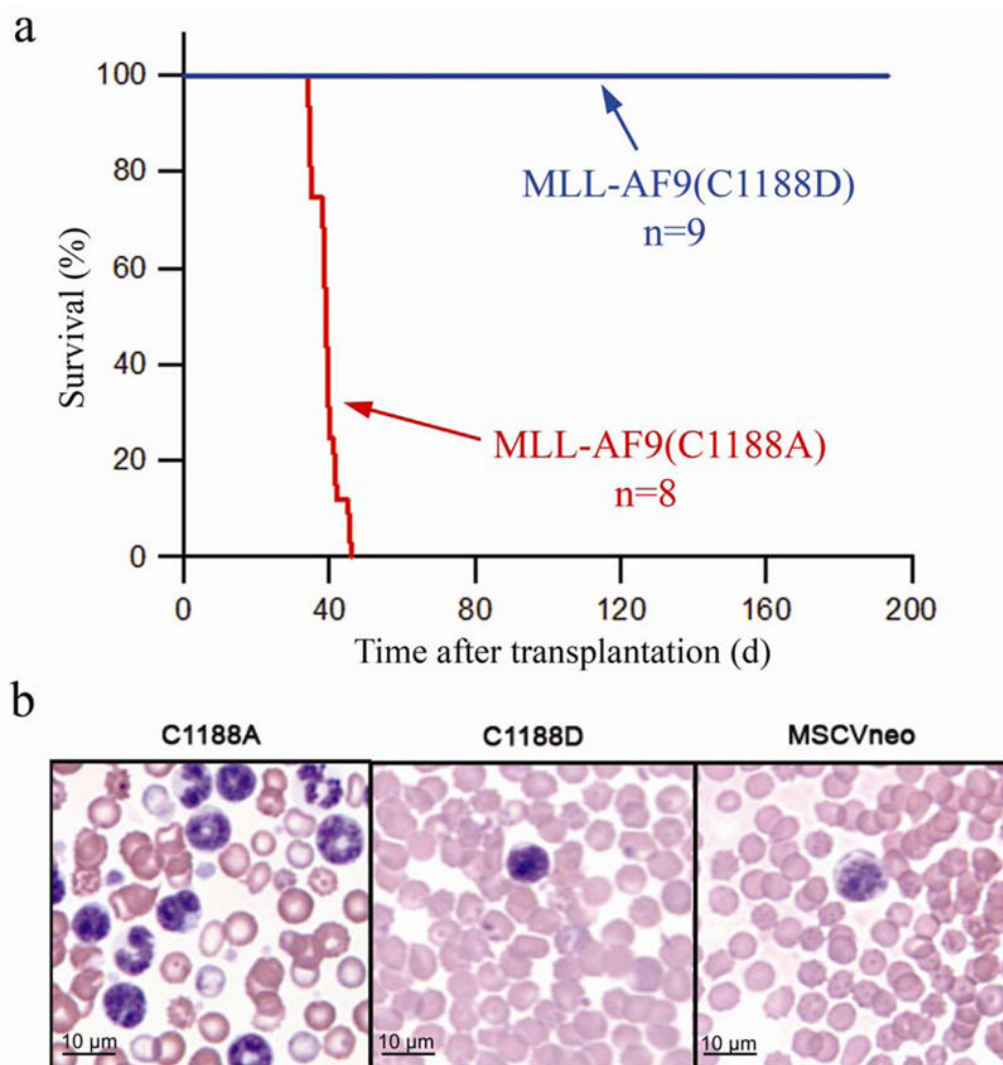 a
100
80
60
40
20
0
Survival (%)
0 40 80 120 160 200
Time after transplantation (d)
MLL-AF9(C1188D)
n=9
MLL-AF9(C1188A)
n=8
b
C1188A C1188D MSCVneo
10 µm 10 µm 10 µm